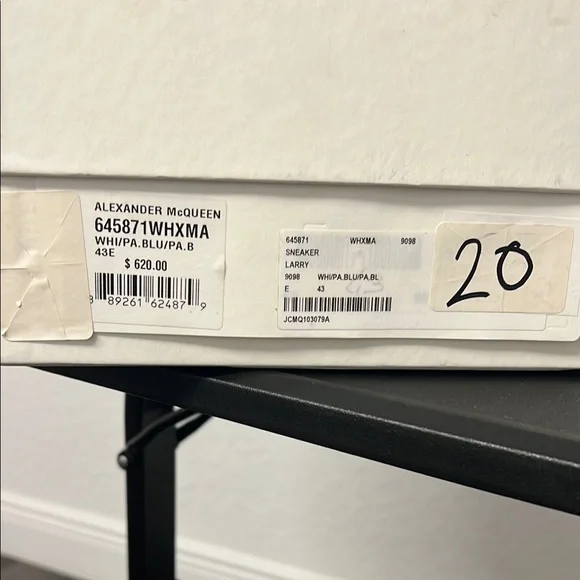 ALEXANDER McQUEEN
645871WHXMA
WHI/PA.BLU/PA.B
43E
$ 620.00
89261 62487 9
645871 WHXMA 9098
SNEAKER
LARRY
9098 WHI/PA.BLU/PA.BL
E 43
JCMQ103079A
20